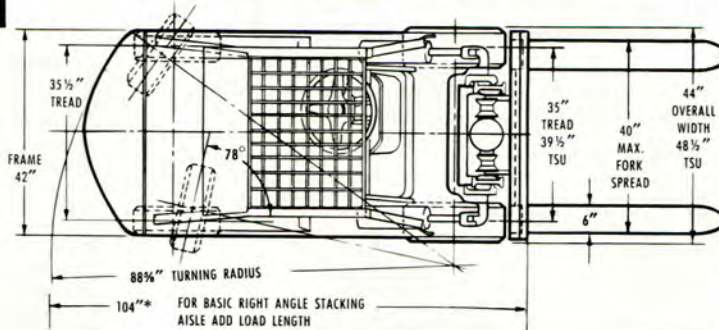 35½"
TREAD
FRAME
42"
78°
35"
TREAD
39½"
TSU
40"
MAX.
FORK
SPREAD
44"
OVERALL
WIDTH
48½"
TSU
6"
88⅝" TURNING RADIUS
104"* FOR BASIC RIGHT ANGLE STACKING
AISLE ADD LOAD LENGTH